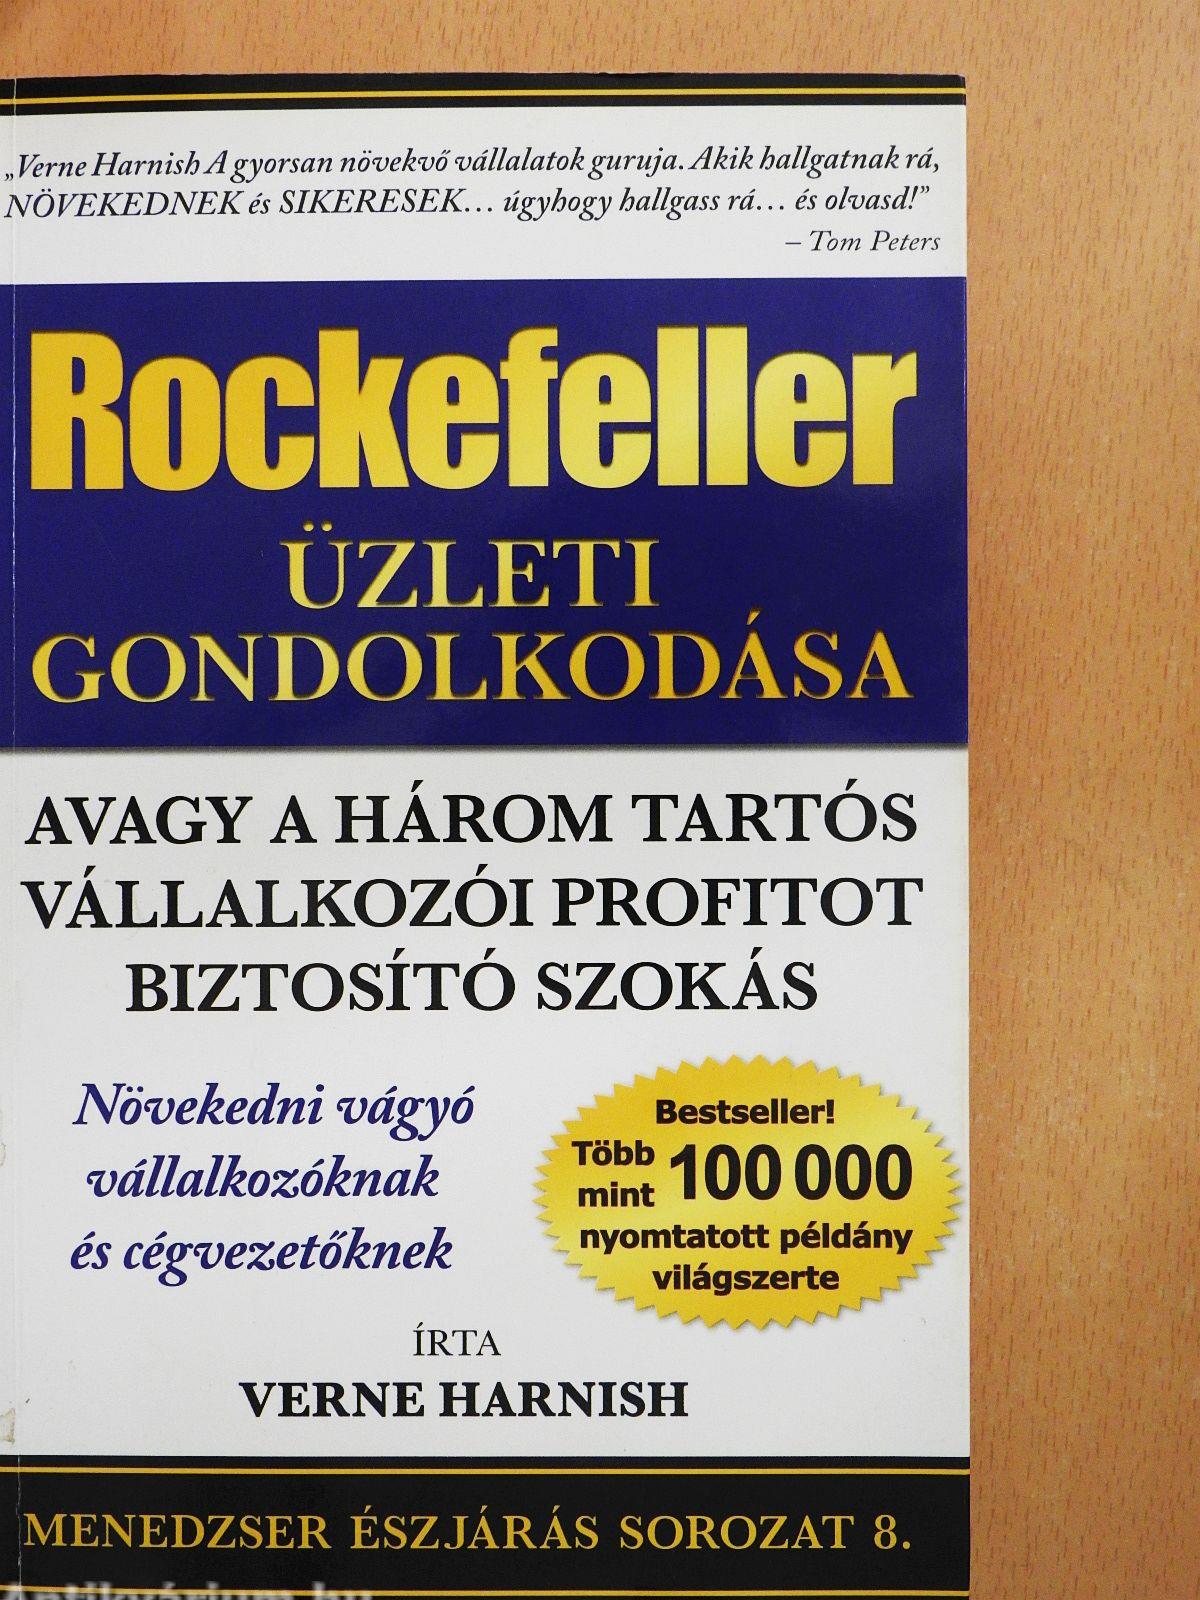 „Verne Harnish A gyorsan növekvő vállalatok guruja. Akik hallgatnak rá,
NÖVEKEDNEK és SIKERESEK... úgyhogy hallgass rá... és olvasd!”
– Tom Peters
Rockefeller
ÜZLETI
GONDOLKODÁSA
AVAGY A HÁROM TARTÓS
VÁLLALKOZÓI PROFITOT
BIZTOSÍTÓ SZOKÁS
Növekedni vágyó
vállalkozóknak
és cégvezetőknek
Bestseller!
Több
mint 100 000
nyomtatott példány
világszerte
ÍRTA
VERNE HARNISH
MENEDZSER ÉSZJÁRÁS SOROZAT 8.
Antikvárium.hu